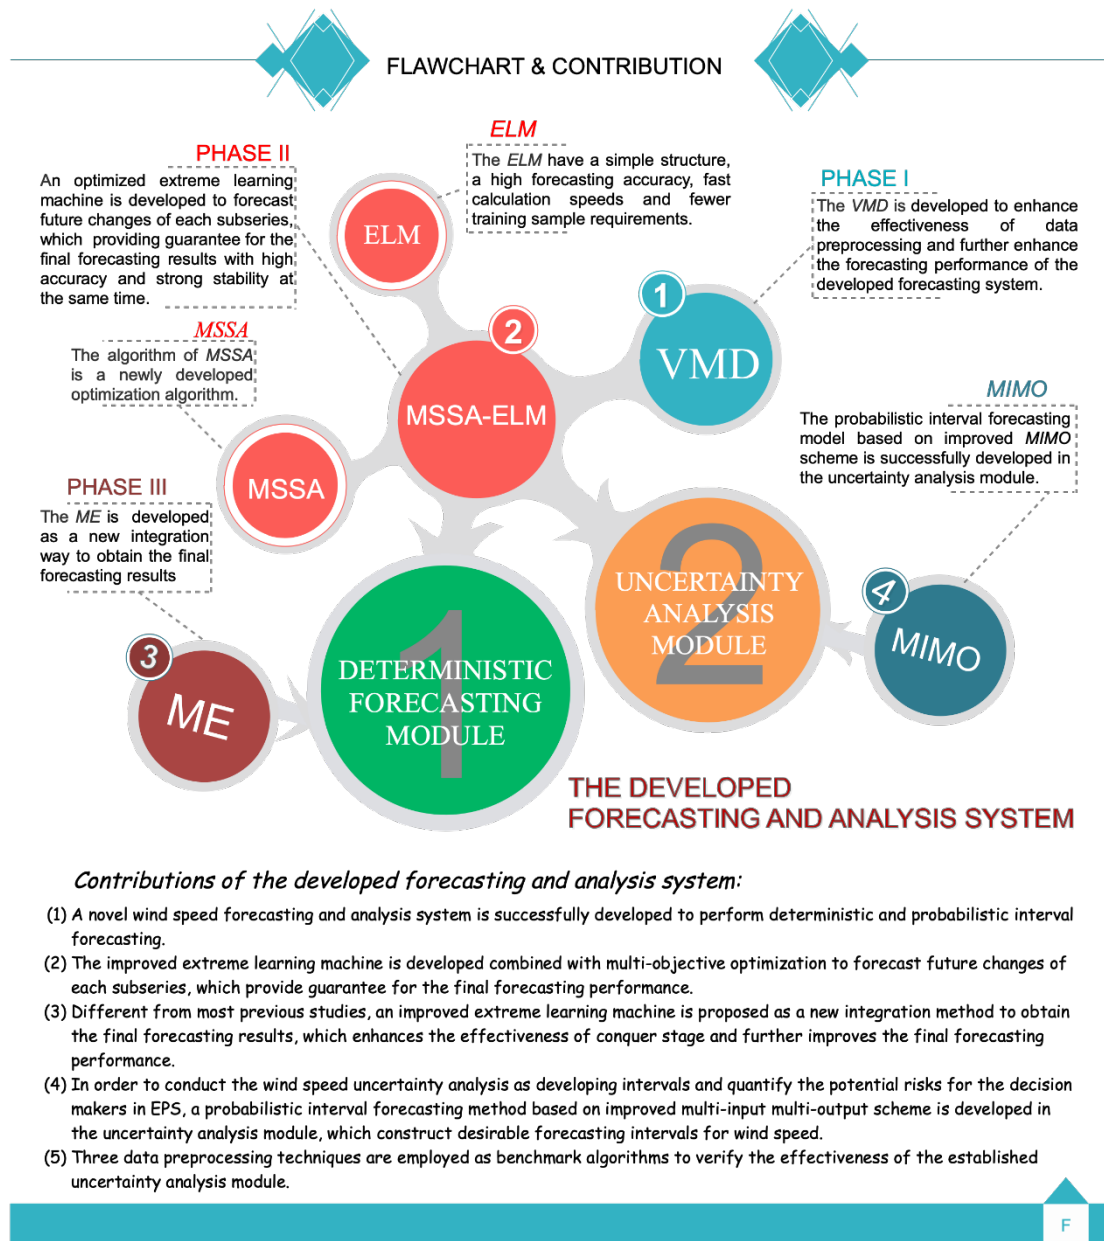 FLAWCHART & CONTRIBUTION
ELM
The ELM have a simple structure,
a high forecasting accuracy, fast
calculation speeds and fewer
training sample requirements.
PHASE II
An optimized extreme learning
machine is developed to forecast
future changes of each subseries,
which providing guarantee for the
final forecasting results with high
accuracy and strong stability at
the same time.
PHASE I
The VMD is developed to enhance
the effectiveness of data
preprocessing and further enhance
the forecasting performance of the
developed forecasting system.
ELM
1
VMD
2
MSSA-ELM
MSSA
The algorithm of MSSA
is a newly developed
optimization algorithm.
MSSA
MIMO
The probabilistic interval forecasting
model based on improved MIMO
scheme is successfully developed in
the uncertainty analysis module.
PHASE III
The ME is developed
as a new integration
way to obtain the final
forecasting results
3
ME
1
DETERMINISTIC
FORECASTING
MODULE
2
UNCERTAINTY
ANALYSIS
MODULE
4
MIMO
THE DEVELOPED
FORECASTING AND ANALYSIS SYSTEM
Contributions of the developed forecasting and analysis system:
(1) A novel wind speed forecasting and analysis system is successfully developed to perform deterministic and probabilistic interval
forecasting.
(2) The improved extreme learning machine is developed combined with multi-objective optimization to forecast future changes of
each subseries, which provide guarantee for the final forecasting performance.
(3) Different from most previous studies, an improved extreme learning machine is proposed as a new integration method to obtain
the final forecasting results, which enhances the effectiveness of conquer stage and further improves the final forecasting
performance.
(4) In order to conduct the wind speed uncertainty analysis as developing intervals and quantify the potential risks for the decision
makers in EPS, a probabilistic interval forecasting method based on improved multi-input multi-output scheme is developed in
the uncertainty analysis module, which construct desirable forecasting intervals for wind speed.
(5) Three data preprocessing techniques are employed as benchmark algorithms to verify the effectiveness of the established
uncertainty analysis module.
F